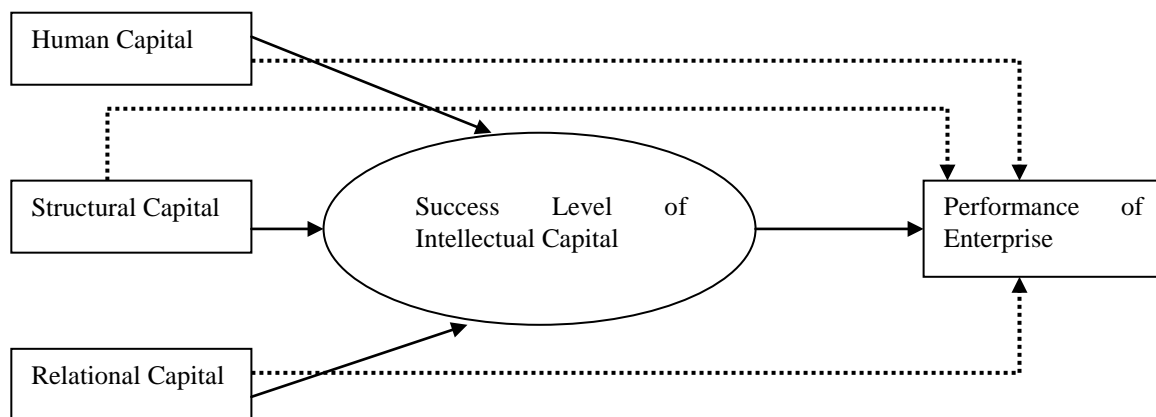 Human Capital
Structural Capital
Success Level of
Intellectual Capital
Performance of
Enterprise
Relational Capital